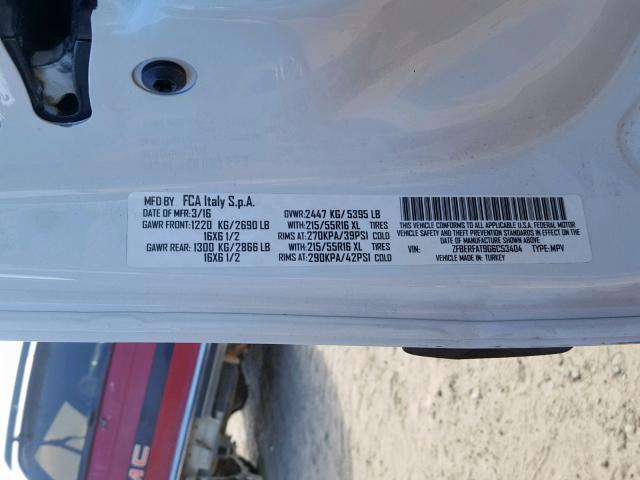 MFD BY FCA Italy S.p.A.
DATE OF MFR: 3/16 GVWR: 2447 KG/ 5395 LB
GAWR FRONT: 1220 KG/ 2690 LB WITH: 215/55R16 XL TIRES
16X6 1/2 RIMS AT: 270KPA/39PSI COLD
GAWR REAR: 1300 KG/ 2866 LB WITH: 215/55R16 XL TIRES
16X6 1/2 RIMS AT: 290KPA/42PSI COLD
THIS VEHICLE CONFORMS TO ALL APPLICABLE U.S.A. FEDERAL MOTOR
VEHICLE SAFETY AND THEFT PREVENTION STANDARDS IN EFFECT ON THE
DATE OF MANUFACTURE SHOWN ABOVE.
VIN: ZFBERFAT9G6C53404 TYPE: MPV
VEHICLE MADE IN: TURKEY
MC